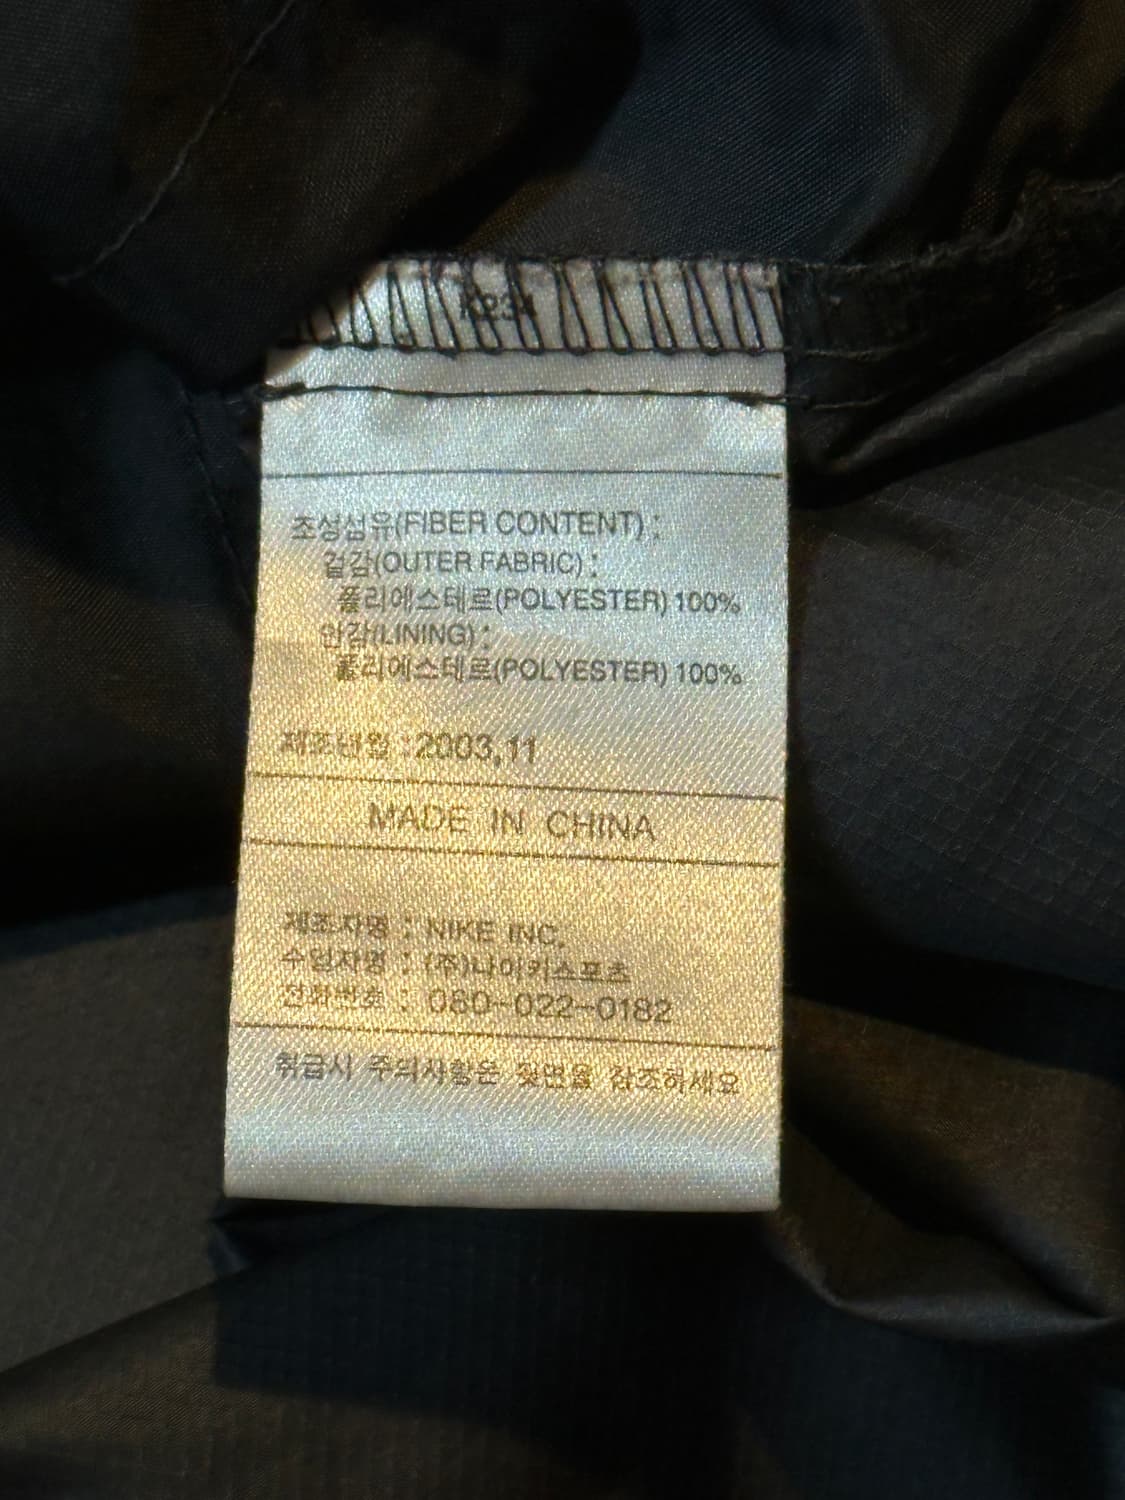 K234
조성섬유(FIBER CONTENT) :
겉감(OUTER FABRIC) :
폴리에스테르(POLYESTER) 100%
안감(LINING) :
폴리에스테르(POLYESTER) 100%
제조년월 : 2003,11
MADE IN CHINA
제조자명 : NIKE INC.
수입자명 : (주)나이키스포츠
전화번호 : 080-022-0182
취급시 주의사항은 뒷면을 참조하세요